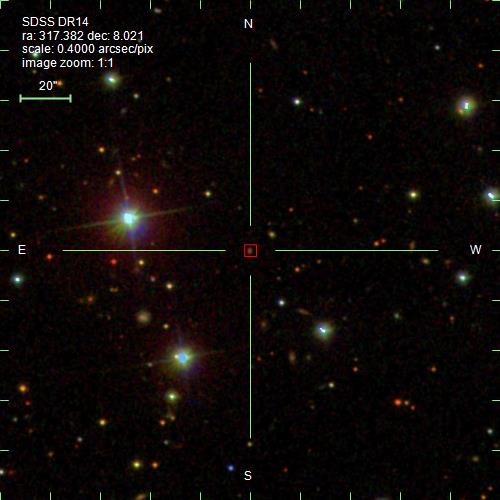 SDSS DR14
ra: 317.382 dec: 8.021
scale: 0.4000 arcsec/pix
image zoom: 1:1
20"
N
E
W
S